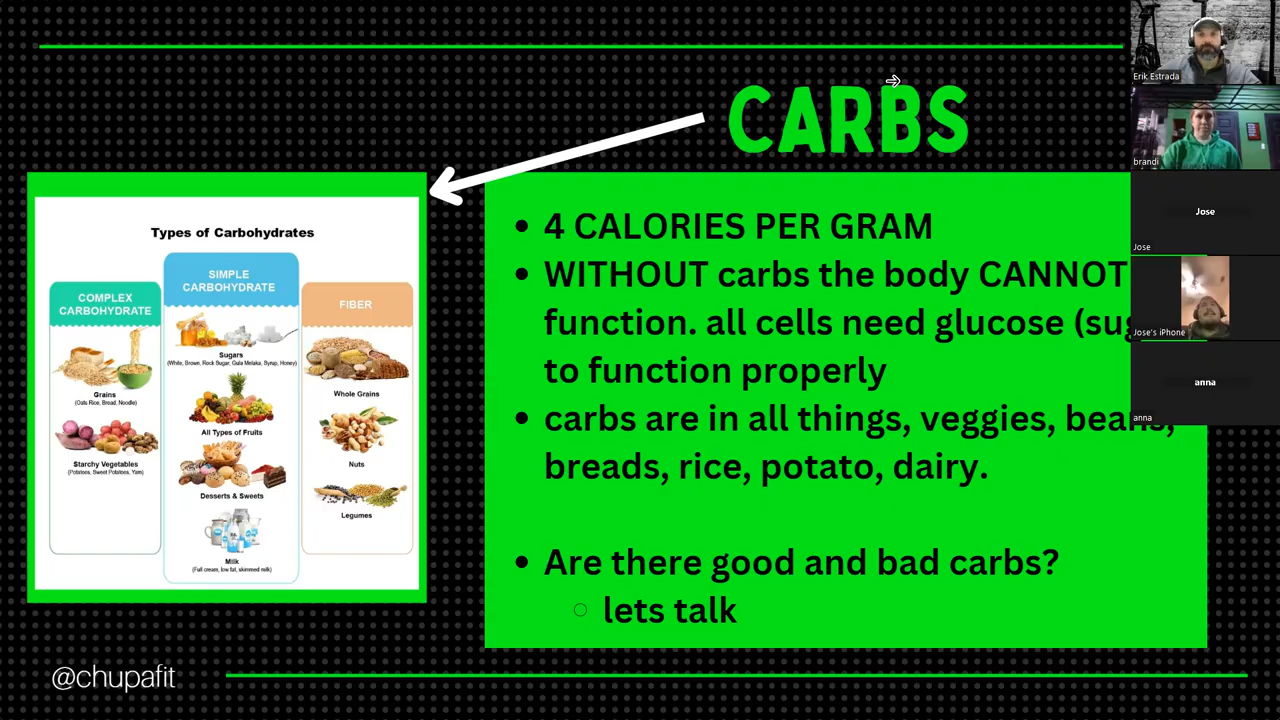 CARBS
Types of Carbohydrates
COMPLEX
CARBOHYDRATE
Grains
(Oats Rice, Bread, Noodle)
Starchy Vegetables
(Potatoes, Sweet Potatoes, Yam)
SIMPLE
CARBOHYDRATE
Sugars
(White, Brown, Rock Sugar, Gula Melaka, Syrup, Honey)
All Types of Fruits
Desserts & Sweets
Milk
(Full cream, low fat, skimmed milk)
FIBER
Whole Grains
Nuts
Legumes
• 4 CALORIES PER GRAM
• WITHOUT carbs the body CANNOT
function. all cells need glucose (sug
to function properly
• carbs are in all things, veggies, beans,
breads, rice, potato, dairy.
• Are there good and bad carbs?
○ lets talk
@chupafit
Erik Estrada
brandi
Jose
Jose
Jose's iPhone
anna
anna